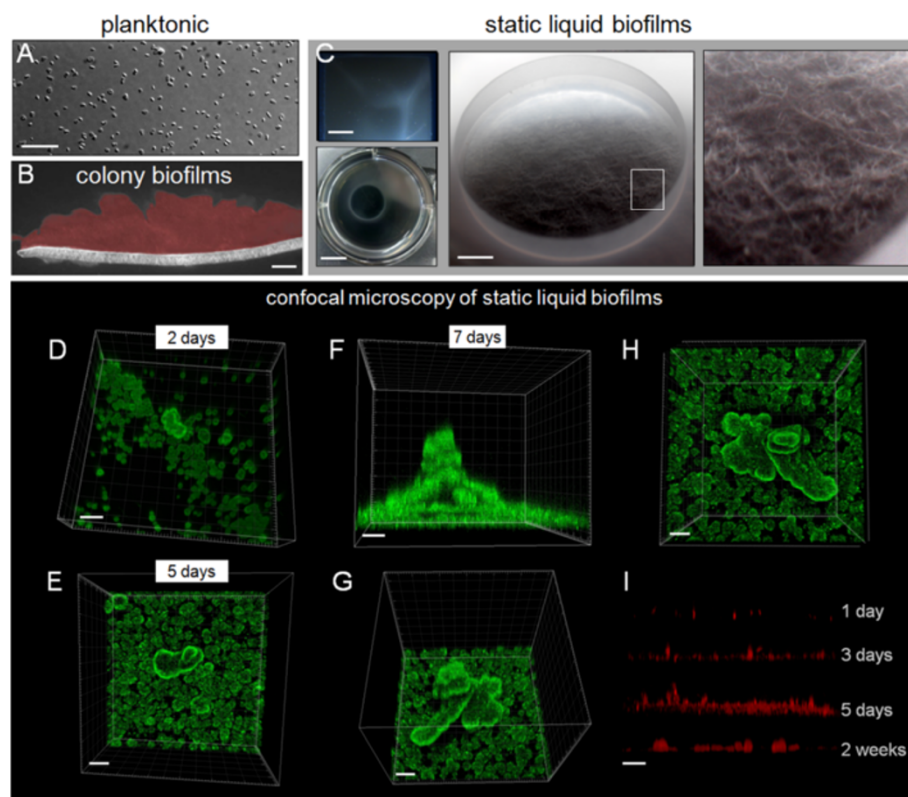 planktonic
static liquid biofilms
A
C
B
colony biofilms
confocal microscopy of static liquid biofilms
D
2 days
F
7 days
H
E
5 days
G
I
1 day
3 days
5 days
2 weeks